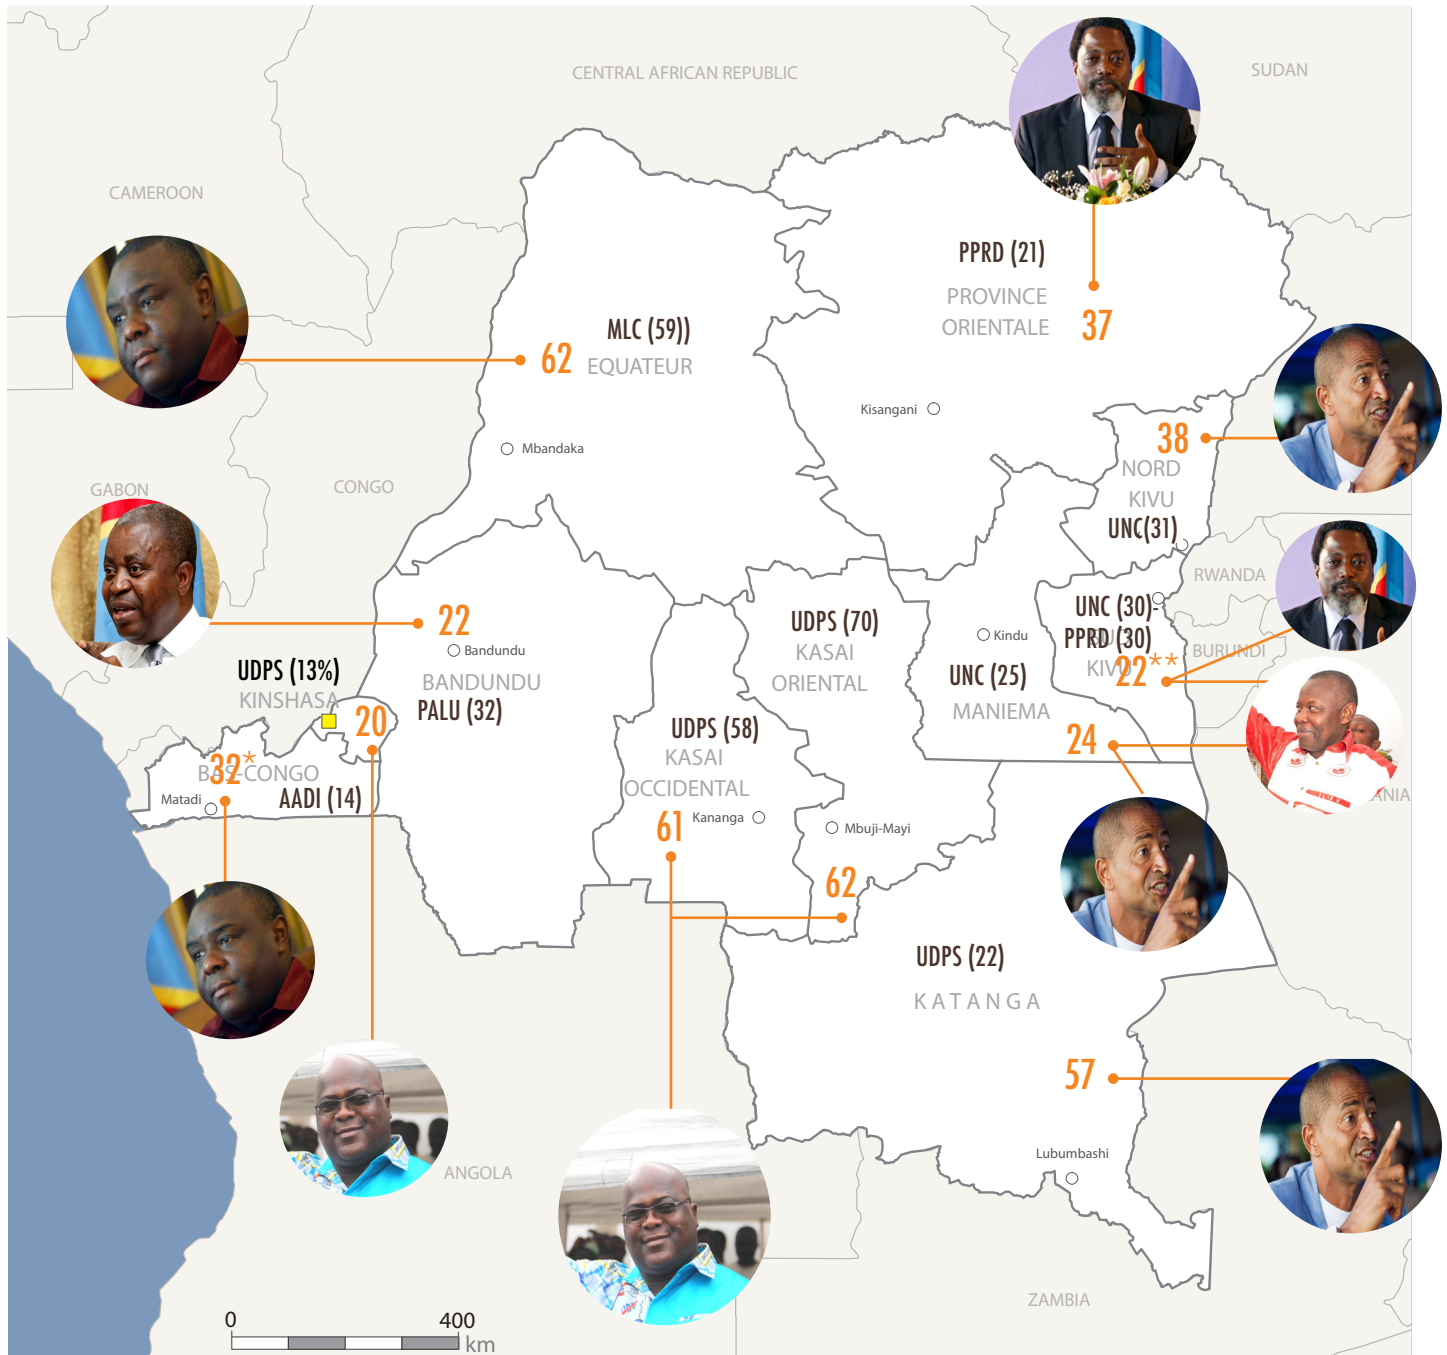 CENTRAL AFRICAN REPUBLIC
SUDAN
CAMEROON
PPRD (21)
PROVINCE
ORIENTALE
37
MLC (59))
62
EQUATEUR
Kisangani
38
NORD
KIVU
UNC(31)
Mbandaka
GABON
CONGO
RWANDA
UNC (30)-
PPRD (30)
KIVU
22**
BURUNDI
22
Bandundu
BANDUNDU
PALU (32)
UDPS (70)
KASAI
ORIENTAL
Kindu
UNC (25)
MANIEMA
24
UDPS (13%)
KINSHASA
20
32*
BAS-CONGO
Matadi
AADI (14)
UDPS (58)
KASAI
OCCIDENTAL
61
Kananga
Mbuji-Mayi
62
ANIA
UDPS (22)
KATANGA
57
Lubumbashi
ANGOLA
ZAMBIA
0 400
km